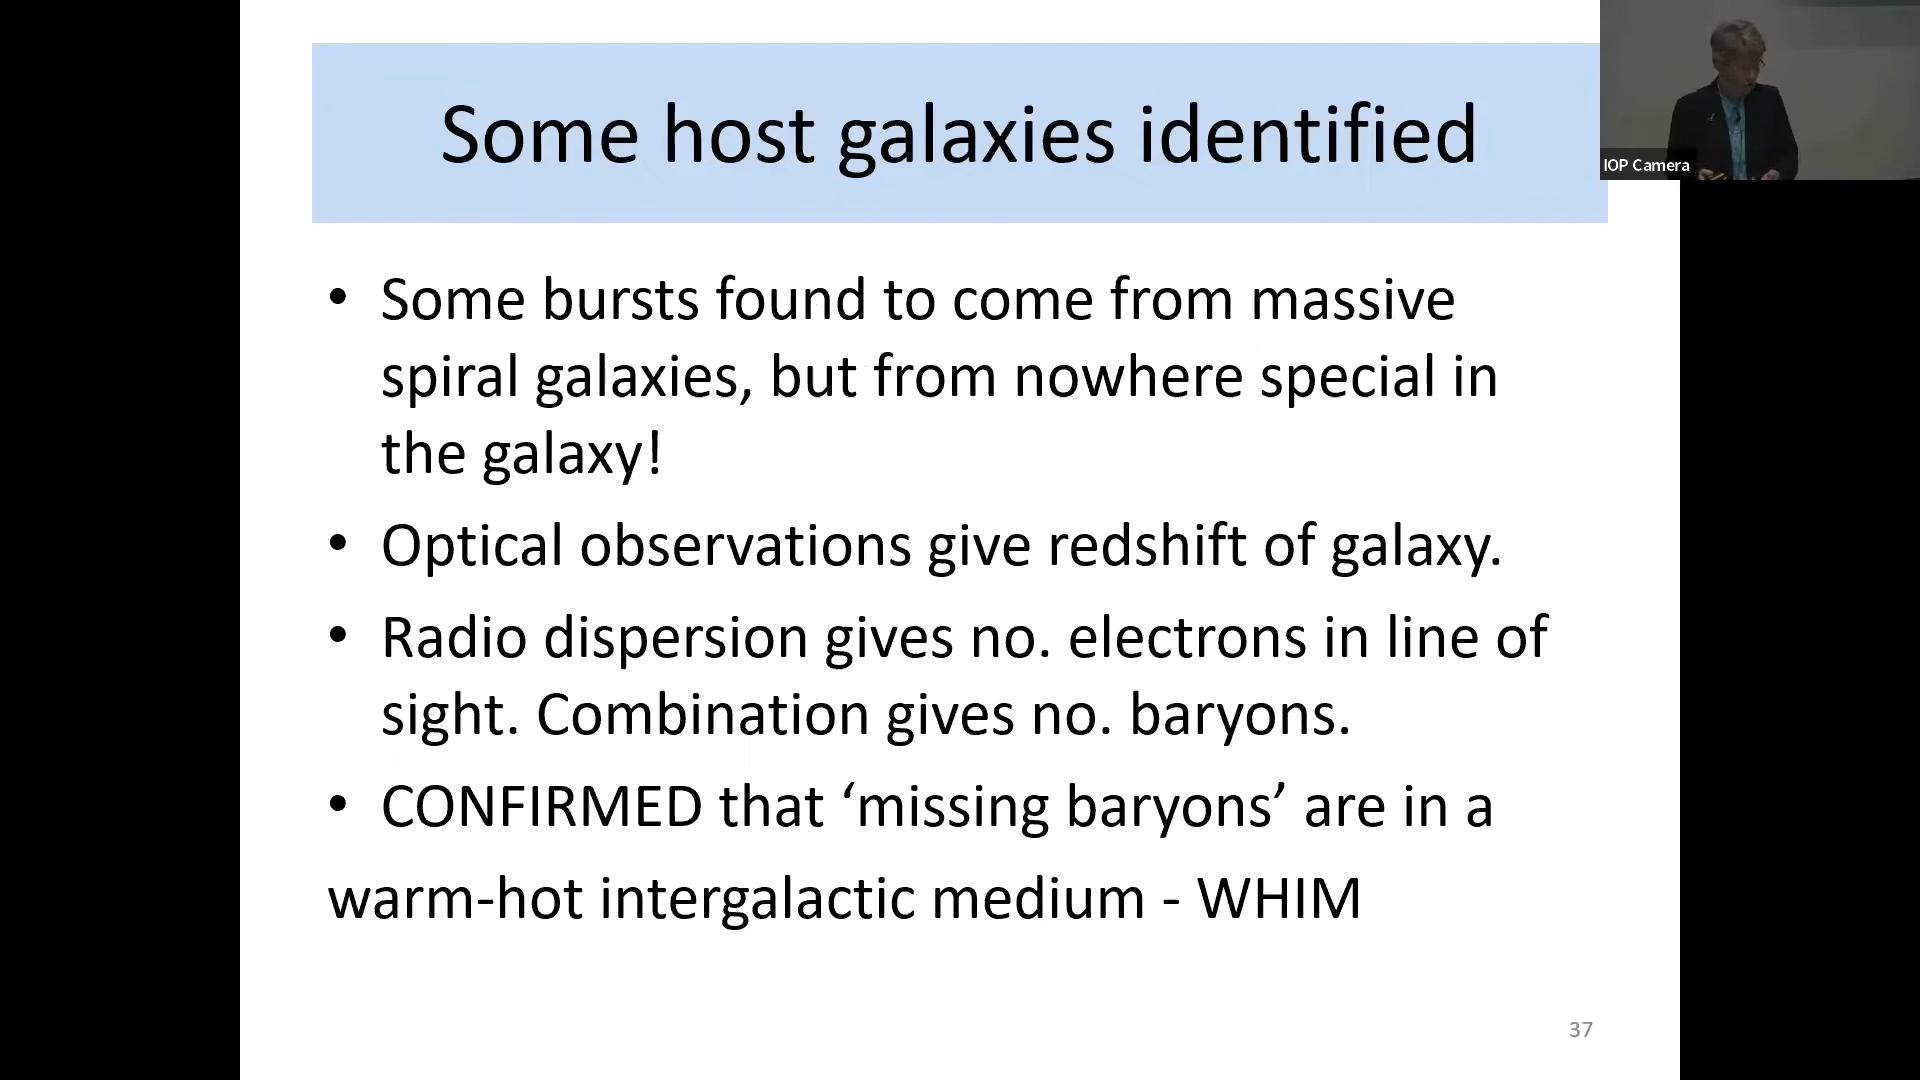 Some host galaxies identified
IOP Camera
• Some bursts found to come from massive
spiral galaxies, but from nowhere special in
the galaxy!
• Optical observations give redshift of galaxy.
• Radio dispersion gives no. electrons in line of
sight. Combination gives no. baryons.
• CONFIRMED that ‘missing baryons’ are in a
warm-hot intergalactic medium - WHIM
37